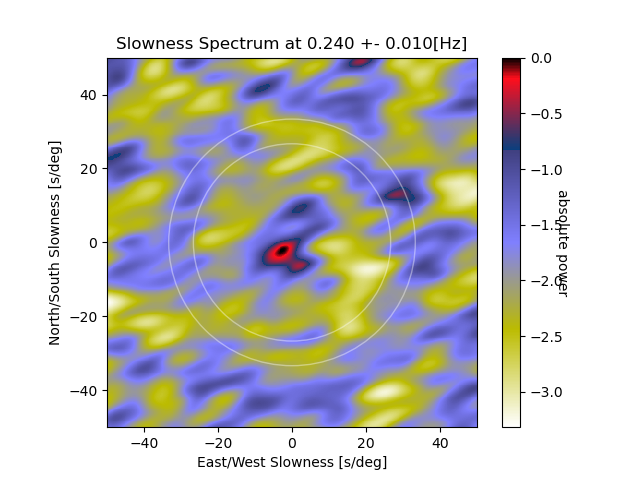 Slowness Spectrum at 0.240 +- 0.010[Hz]
North/South Slowness [s/deg]
40
20
0
−20
−40
−40 −20 0 20 40
East/West Slowness [s/deg]
0.0
−0.5
−1.0
−1.5
−2.0
−2.5
−3.0
absolute power